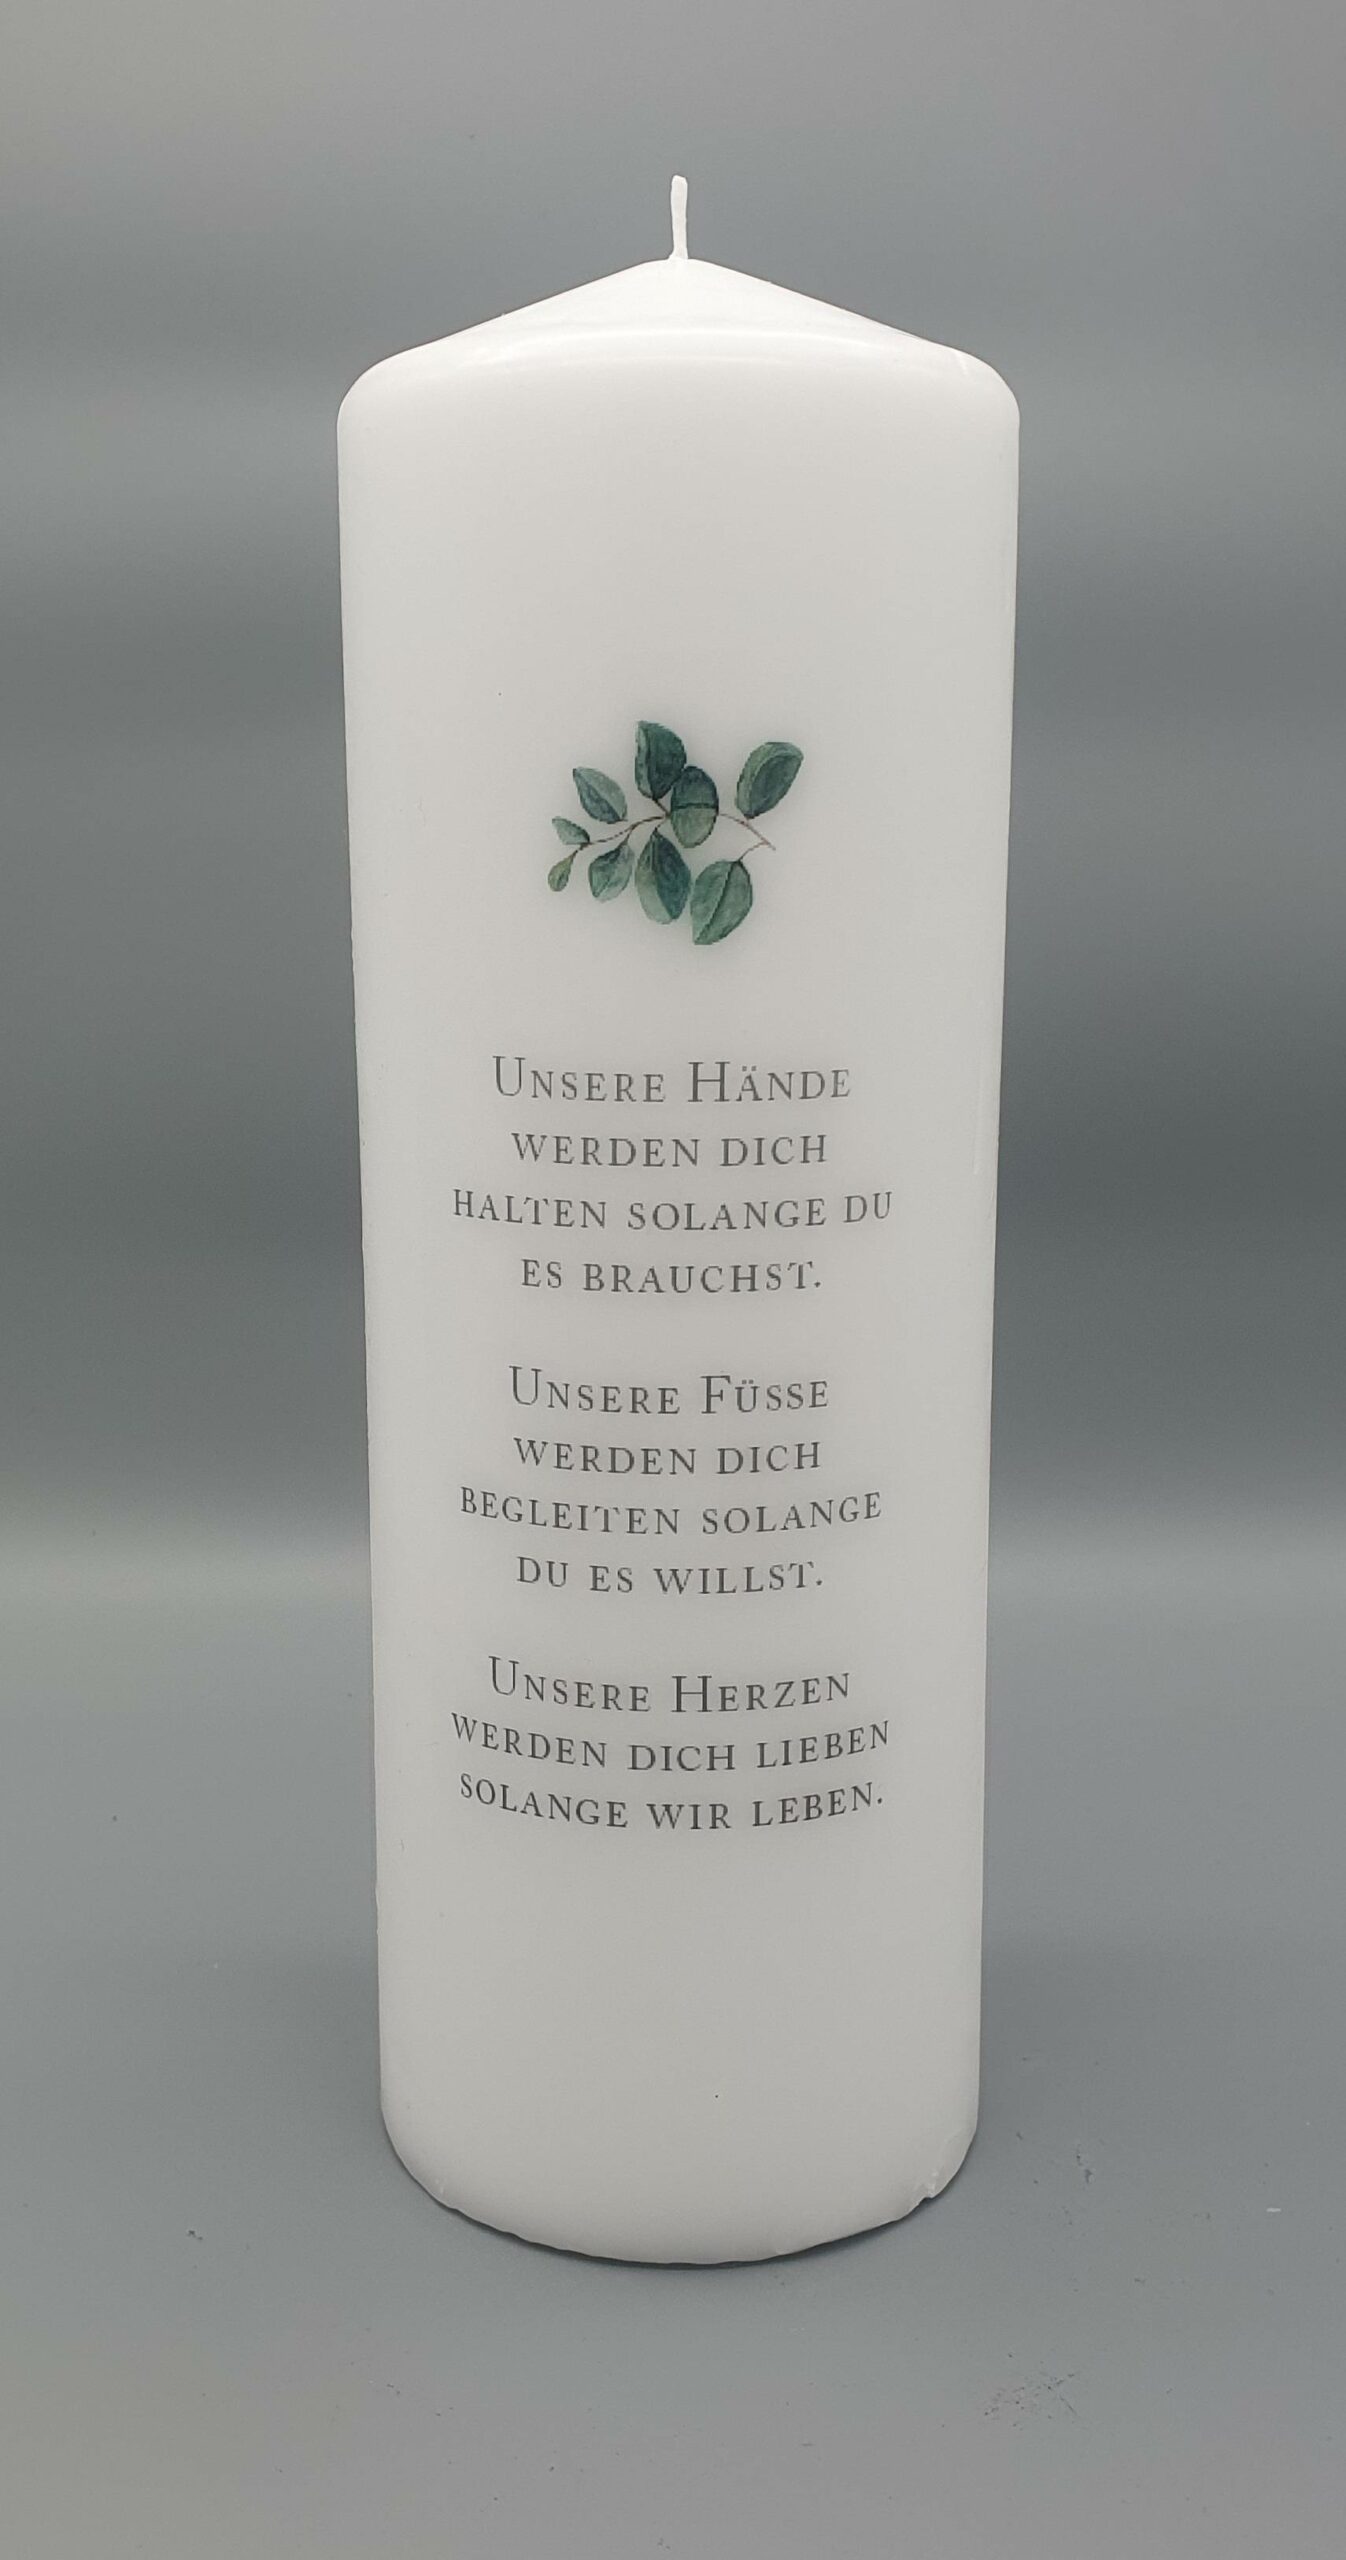 Unsere Hände
werden dich
halten solange du
es brauchst.
Unsere Füsse
werden dich
begleiten solange
du es willst.
Unsere Herzen
werden dich lieben
solange wir leben.